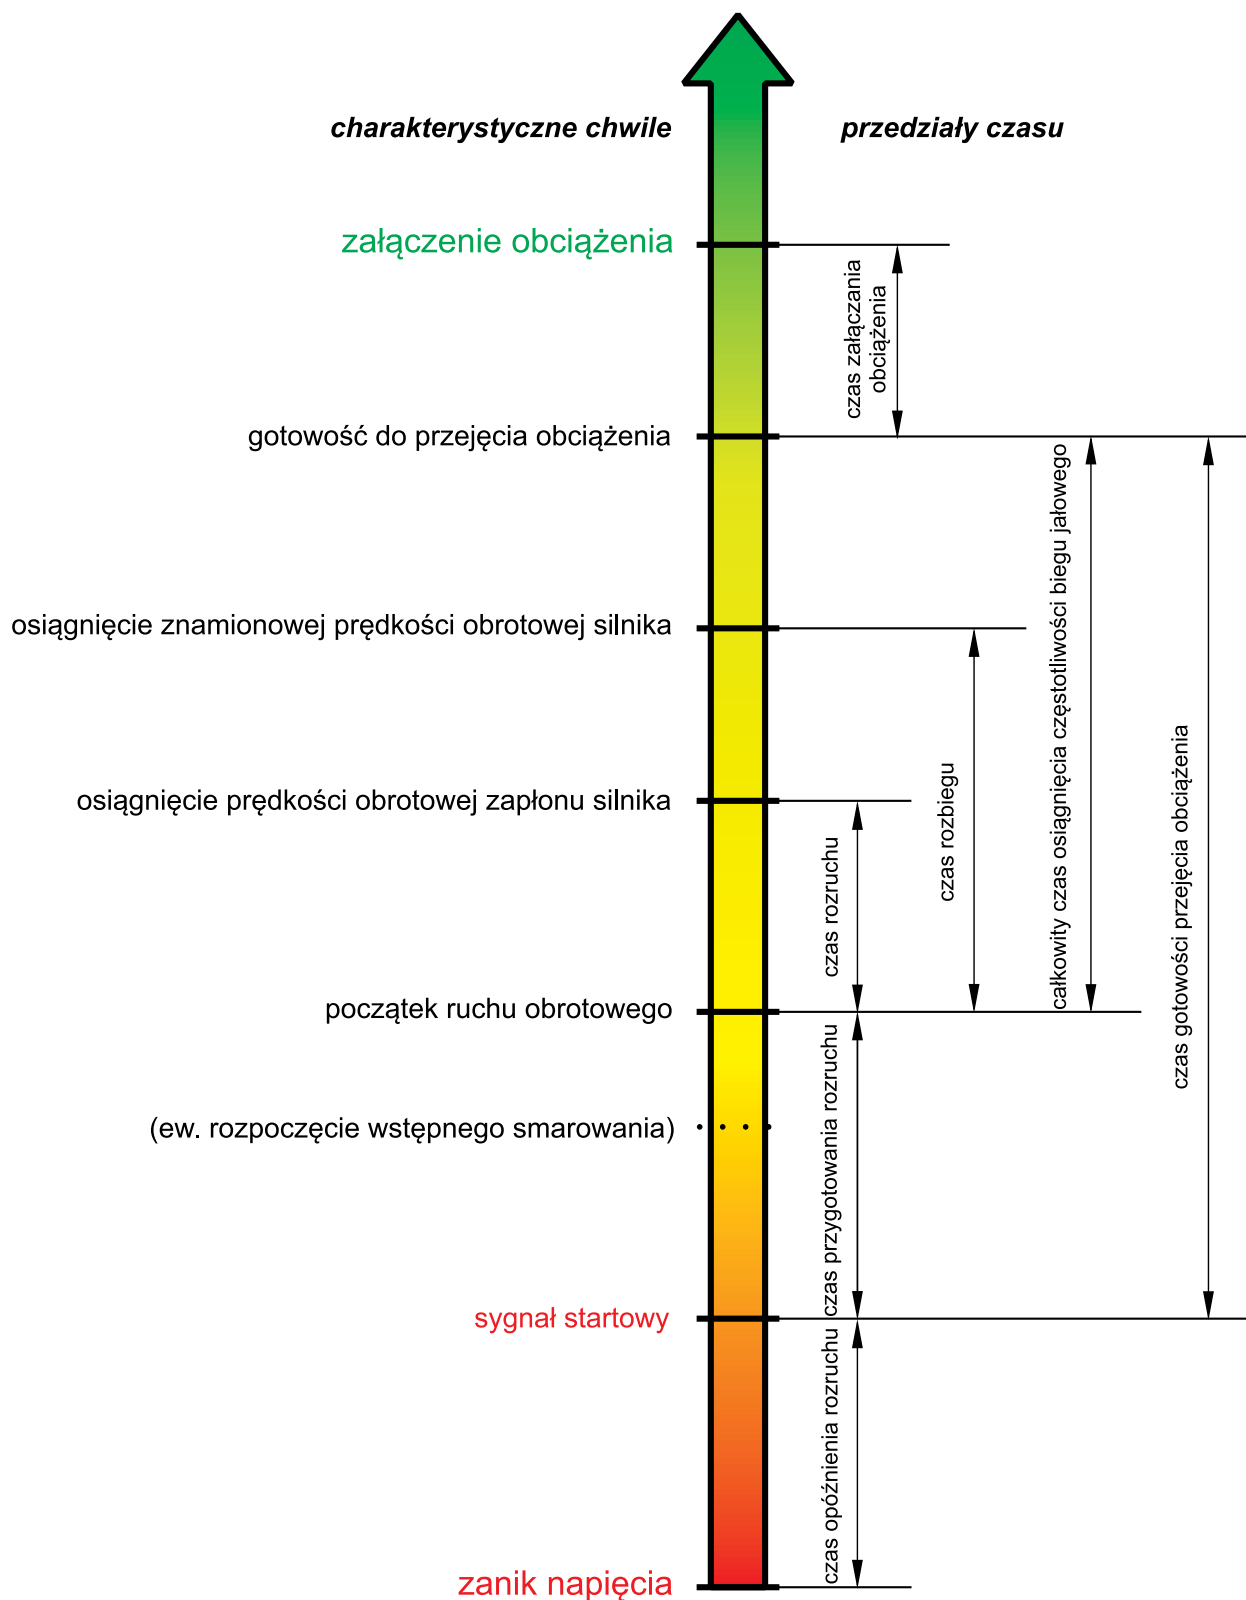 charakterystyczne chwile
przedziały czasu
załączenie obciążenia
czas załączania
obciążenia
gotowość do przejęcia obciążenia
całkowity czas osiągnięcia częstotliwości biegu jałowego
czas gotowości przejęcia obciążenia
osiągnięcie znamionowej prędkości obrotowej silnika
czas rozbiegu
osiągnięcie prędkości obrotowej zapłonu silnika
czas rozruchu
początek ruchu obrotowego
czas przygotowania rozruchu
(ew. rozpoczęcie wstępnego smarowania)
sygnał startowy
czas opóźnienia rozruchu
zanik napięcia